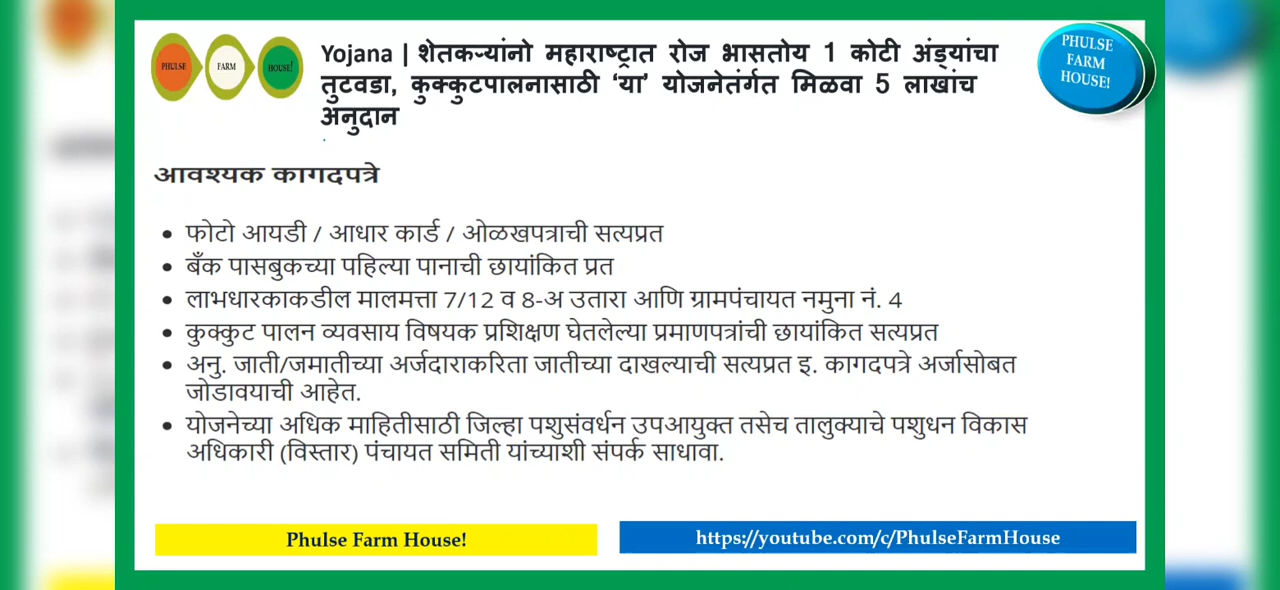 PHULSE
FARM
HOUSE!
Yojana | शेतकऱ्यांनो महाराष्ट्रात रोज भासतोय 1 कोटी अंड्यांचा
तुटवडा, कुक्कुटपालनासाठी ‘या’ योजनेतंर्गत मिळवा 5 लाखांच
अनुदान
PHULSE
FARM
HOUSE!
आवश्यक कागदपत्रे
• फोटो आयडी / आधार कार्ड / ओळखपत्राची सत्यप्रत
• बँक पासबुकच्या पहिल्या पानाची छायांकित प्रत
• लाभधारकाकडील मालमत्ता 7/12 व 8-अ उतारा आणि ग्रामपंचायत नमुना नं. 4
• कुक्कुट पालन व्यवसाय विषयक प्रशिक्षण घेतलेल्या प्रमाणपत्रांची छायांकित सत्यप्रत
• अनु. जाती/जमातीच्या अर्जदाराकरिता जातीच्या दाखल्याची सत्यप्रत इ. कागदपत्रे अर्जासोबत
जोडावयाची आहेत.
• योजनेच्या अधिक माहितीसाठी जिल्हा पशुसंवर्धन उपआयुक्त तसेच तालुक्याचे पशुधन विकास
अधिकारी (विस्तार) पंचायत समिती यांच्याशी संपर्क साधावा.
Phulse Farm House!
https://youtube.com/c/PhulseFarmHouse